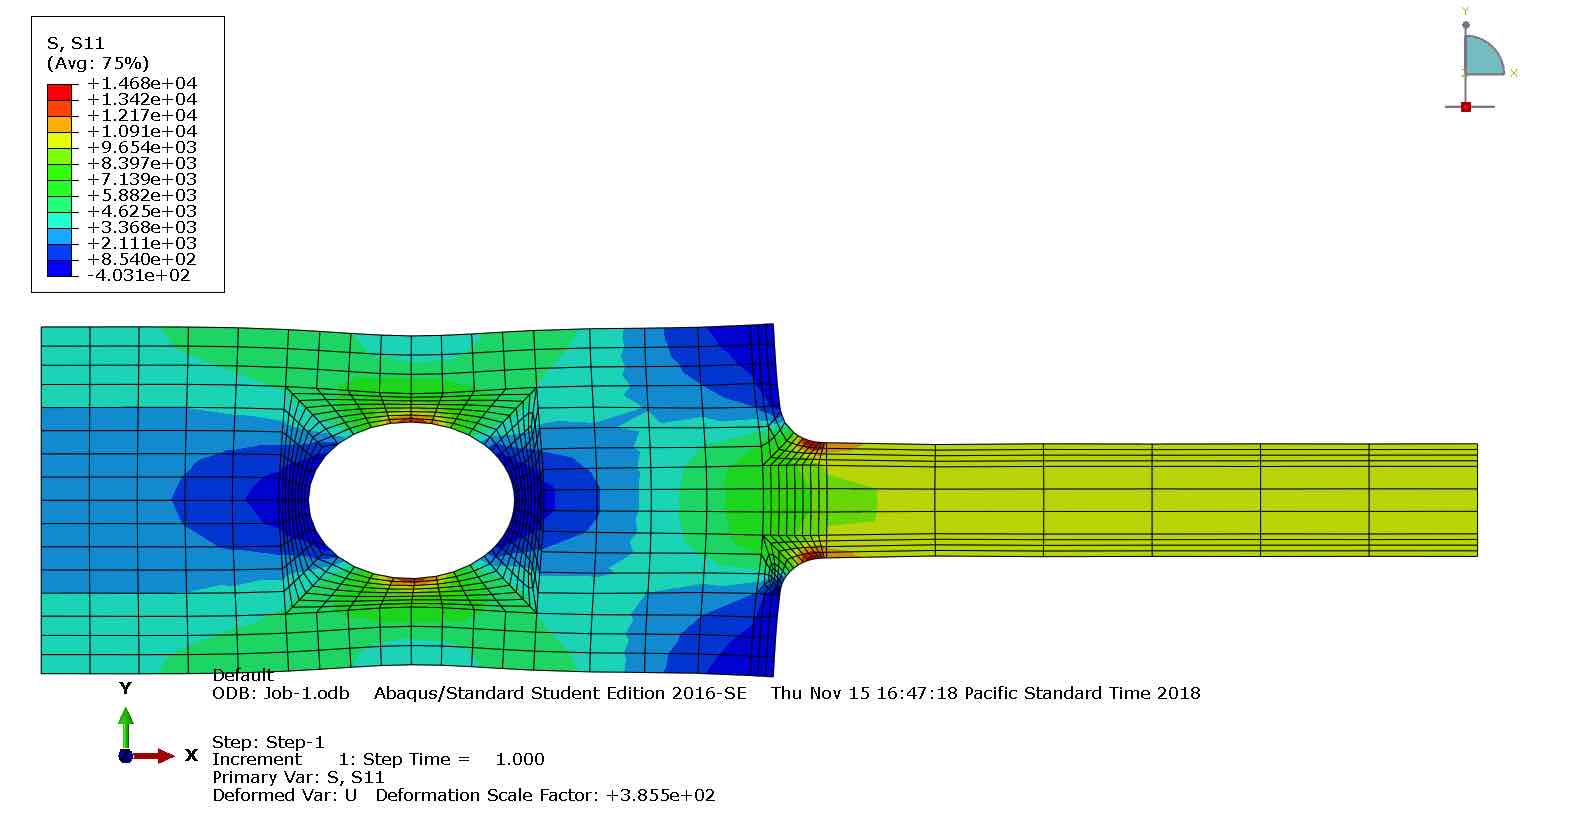 S, S11
(Avg: 75%)
+1.468e+04
+1.342e+04
+1.217e+04
+1.091e+04
+9.654e+03
+8.397e+03
+7.139e+03
+5.882e+03
+4.625e+03
+3.368e+03
+2.111e+03
+8.540e+02
-4.031e+02
Y
X
Z
Default
ODB: Job-1.odb Abaqus/Standard Student Edition 2016-SE Thu Nov 15 16:47:18 Pacific Standard Time 2018
Y
X
Step: Step-1
Increment 1: Step Time = 1.000
Primary Var: S, S11
Deformed Var: U Deformation Scale Factor: +3.855e+02